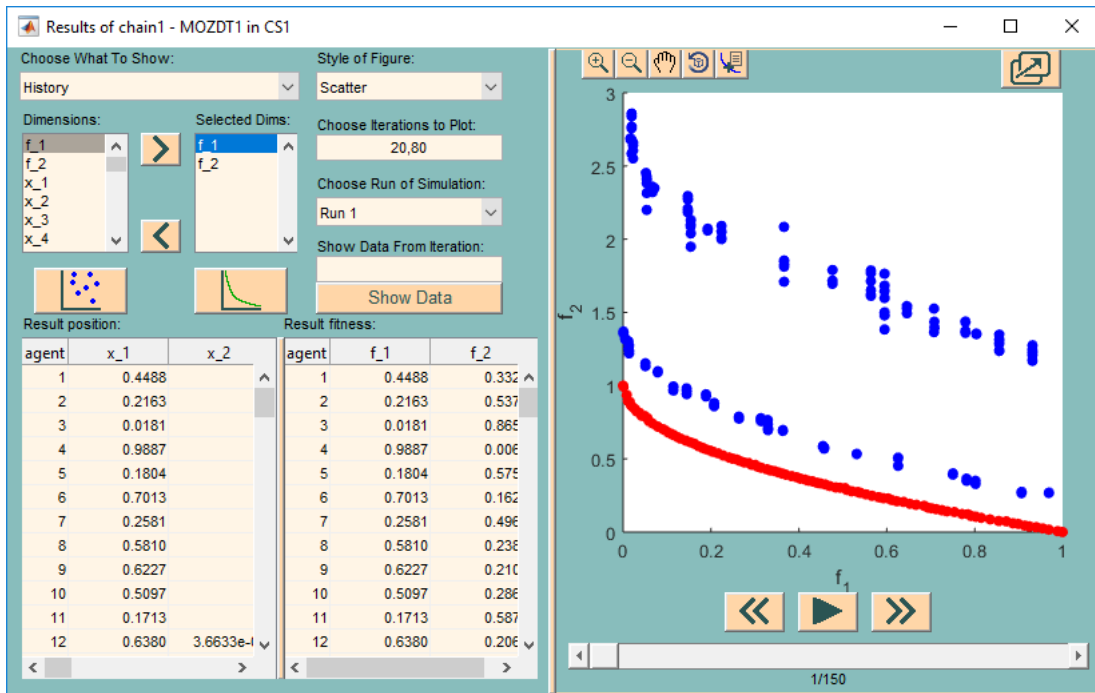 Results of chain1 - MOZDT1 in CS1
Choose What To Show:
History
Style of Figure:
Scatter
Dimensions:
f_1
f_2
x_1
x_2
x_3
x_4
Selected Dims:
f_1
f_2
Choose Iterations to Plot:
20,80
Choose Run of Simulation:
Run 1
Show Data From Iteration:
Show Data
Result position:
agent x_1 x_2
1 0.4488
2 0.2163
3 0.0181
4 0.9887
5 0.1804
6 0.7013
7 0.2581
8 0.5810
9 0.6227
10 0.5097
11 0.1713
12 0.6380 3.6633e-
Result fitness:
agent f_1 f_2
1 0.4488 0.332
2 0.2163 0.537
3 0.0181 0.865
4 0.9887 0.006
5 0.1804 0.575
6 0.7013 0.162
7 0.2581 0.496
8 0.5810 0.238
9 0.6227 0.210
10 0.5097 0.286
11 0.1713 0.587
12 0.6380 0.206
3
2.5
2
1.5
1
0.5
0
f_2
0 0.2 0.4 0.6 0.8 1
f_1
1/150